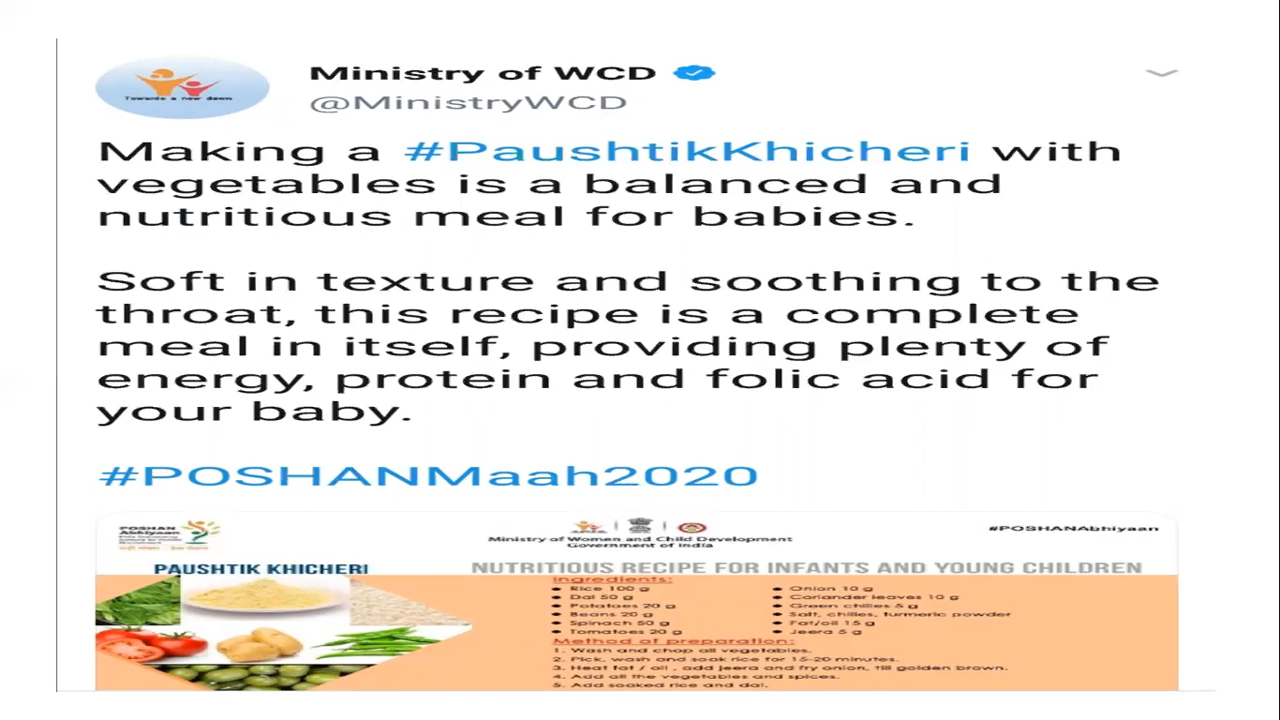 Towards a new dawn
Ministry of WCD
@MinistryWCD
Making a #PaushtikKhicheri with
vegetables is a balanced and
nutritious meal for babies.
Soft in texture and soothing to the
throat, this recipe is a complete
meal in itself, providing plenty of
energy, protein and folic acid for
your baby.
#POSHANMaah2020
POSHAN
Abhiyaan
Ministry of Women and Child Development
Government of India
#POSHANAbhiyaan
PAUSHTIK KHICHERI
NUTRITIOUS RECIPE FOR INFANTS AND YOUNG CHILDREN
Ingredients:
Rice 100 g
Dal 50 g
Potatoes 20 g
Beans 20 g
Spinach 50 g
Tomatoes 20 g
Onion 10 g
Coriander leaves 10 g
Green chillies 5 g
Salt, chilies, turmeric powder
Fat/oil 15 g
Jeera 5 g
Method of preparation:
1. Wash and chop all vegetables.
2. Pick, wash and soak rice for 15-20 minutes.
3. Heat fat / oil , add jeera and fry onion, till golden brown.
4. Add all the vegetables and spices.
5. Add soaked rice and dal.